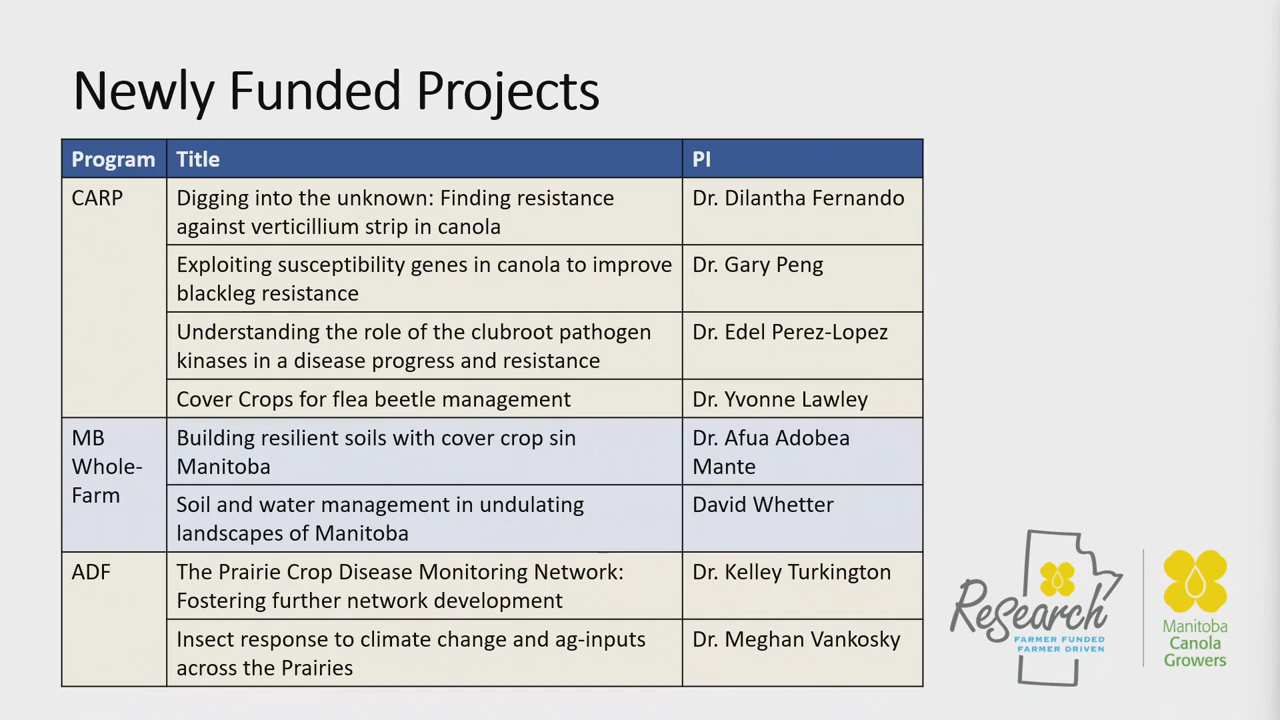 Newly Funded Projects
Program Title PI
CARP Digging into the unknown: Finding resistance Dr. Dilantha Fernando
against verticillium strip in canola
Exploiting susceptibility genes in canola to improve Dr. Gary Peng
blackleg resistance
Understanding the role of the clubroot pathogen Dr. Edel Perez-Lopez
kinases in a disease progress and resistance
Cover Crops for flea beetle management Dr. Yvonne Lawley
MB Building resilient soils with cover crop sin Dr. Afua Adobea
Whole- Manitoba Mante
Farm Soil and water management in undulating David Whetter
landscapes of Manitoba
ADF The Prairie Crop Disease Monitoring Network: Dr. Kelley Turkington
Fostering further network development
Insect response to climate change and ag-inputs Dr. Meghan Vankosky
across the Prairies
Research
FARMER FUNDED
FARMER DRIVEN
Manitoba
Canola
Growers